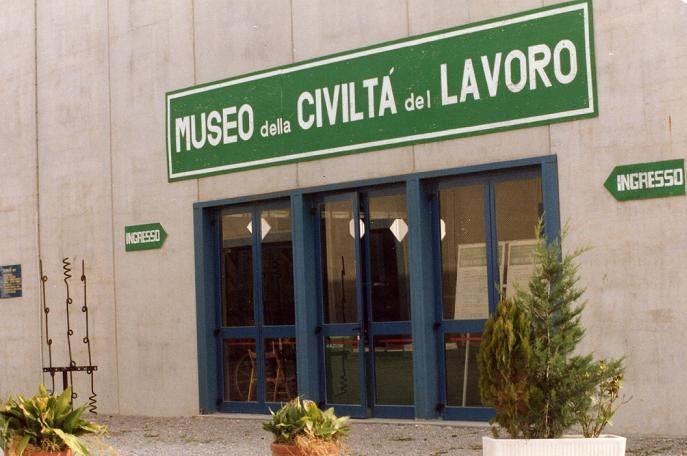 MUSEO della CIVILTÁ del LAVORO
INGRESSO
INGRESSO